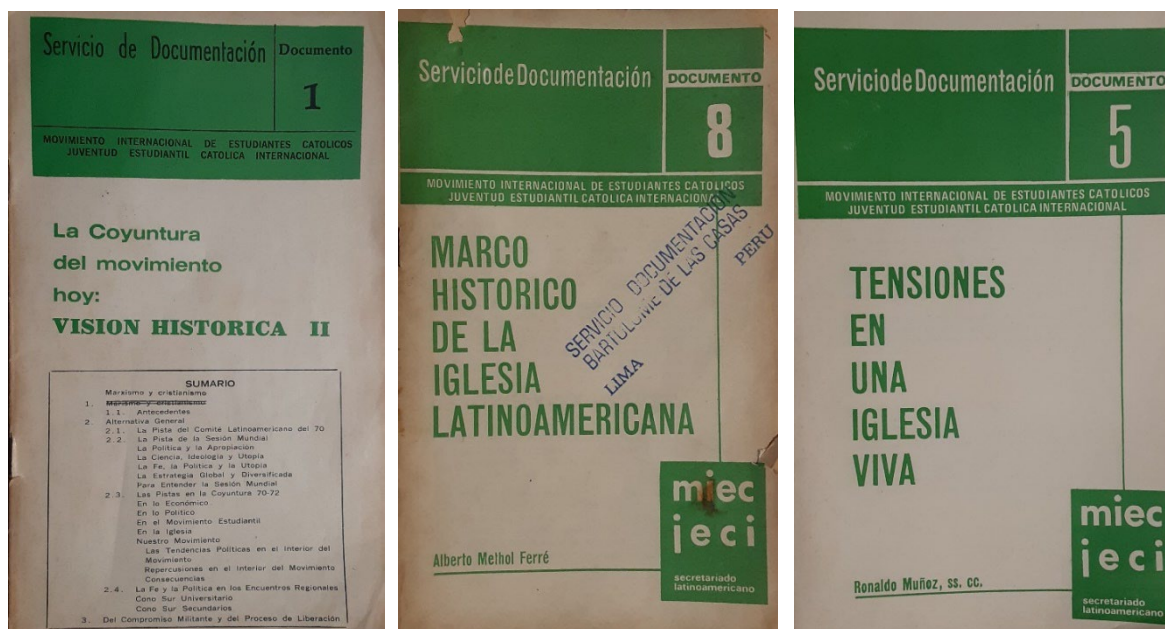 Servicio de Documentación
Documento
1
MOVIMIENTO INTERNACIONAL DE ESTUDIANTES CATOLICOS
JUVENTUD ESTUDIANTIL CATOLICA INTERNACIONAL
La Coyuntura
del movimiento
hoy:
VISION HISTORICA II
SUMARIO
Marxismo y cristianismo
1. Marxismo y cristianismo
1.1. Antecedentes
2. Alternativa General
2.1. La Pista del Comité Latinoamericano del 70
2.2. La Pista de la Sesión Mundial
La Política y la Apropiación
La Ciencia, Ideología y Utopía
La Fe, la Política y la Utopía
La Estrategia Global y Diversificada
Para Entender la Sesión Mundial
2.3. Las Pistas en la Coyuntura 70-72
En lo Económico
En lo Político
En el Movimiento Estudiantil
En la Iglesia
Nuestro Movimiento
Las Tendencias Políticas en el Interior del
Movimiento
Repercusiones en el Interior del Movimiento
Consecuencias
2.4. La Fe y la Política en los Encuentros Regionales
Cono Sur Universitario
Cono Sur Secundarios
3. Del Compromiso Militante y del Proceso de Liberación
ServiciodeDocumentación
DOCUMENTO
8
MOVIMIENTO INTERNACIONAL DE ESTUDIANTES CATOLICOS
JUVENTUD ESTUDIANTIL CATOLICA INTERNACIONAL
SERVICIO DOCUMENTACIÓN
BARTOLOME DE LAS CASAS
LIMA PERU
MARCO
HISTORICO
DE LA
IGLESIA
LATINOAMERICANA
miec
jeci
secretariado
latinoamericano
Alberto Methol Ferré
ServiciodeDocumentación
DOCUMENTO
5
MOVIMIENTO INTERNACIONAL DE ESTUDIANTES CATOLICOS
JUVENTUD ESTUDIANTIL CATOLICA INTERNACIONAL
TENSIONES
EN
UNA
IGLESIA
VIVA
miec
jeci
secretariado
latinoamericano
Ronaldo Muñoz, ss. cc.